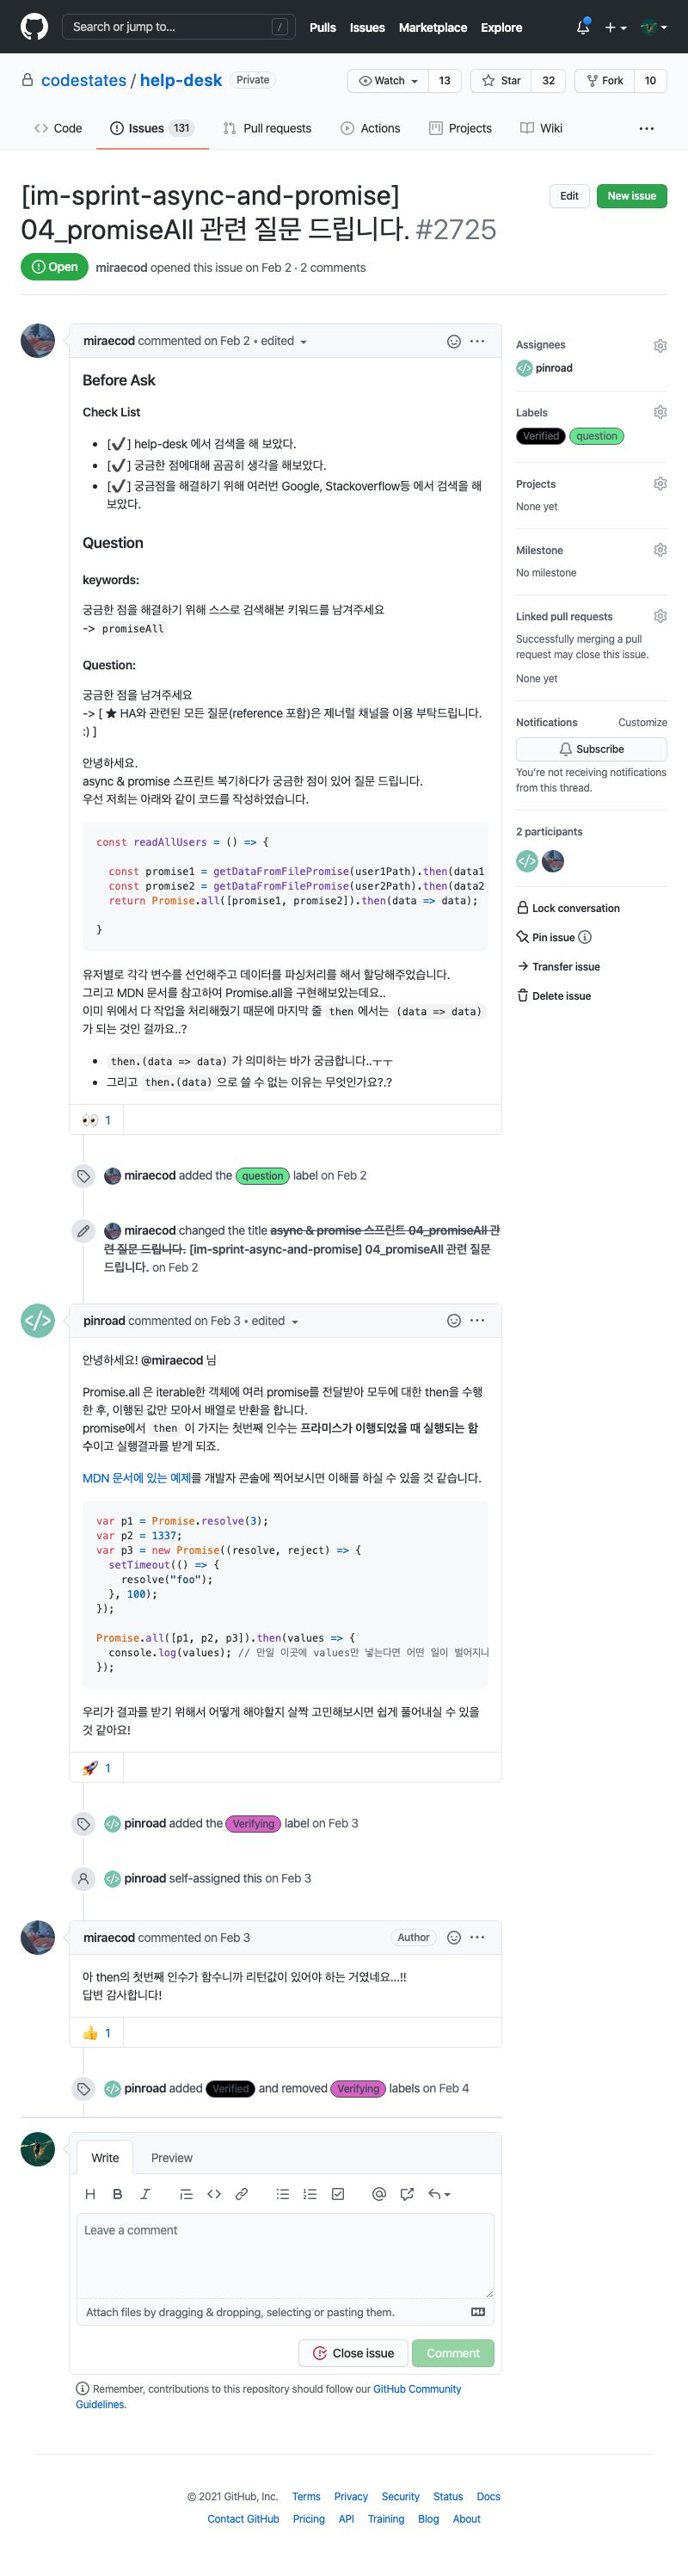 Search or jump to...
/
Pulls
Issues
Marketplace
Explore
codestates / help-desk
Private
Watch
13
Star
32
Fork
10
Code
Issues 131
Pull requests
Actions
Projects
Wiki
[im-sprint-async-and-promise]
04_promiseAll 관련 질문 드립니다. #2725
Edit
New issue
Open
miraecod opened this issue on Feb 2 · 2 comments
miraecod commented on Feb 2 • edited
Before Ask
Check List
• [✔] help-desk 에서 검색을 해 보았다.
• [✔] 궁금한 점에대해 곰곰히 생각을 해보았다.
• [✔] 궁금점을 해결하기 위해 여러번 Google, Stackoverflow등 에서 검색을 해
보았다.
Question
keywords:
궁금한 점을 해결하기 위해 스스로 검색해본 키워드를 남겨주세요
-> promiseAll
Question:
궁금한 점을 남겨주세요
-> [ ★ HA와 관련된 모든 질문(reference 포함)은 제너럴 채널을 이용 부탁드립니다.
:) ]
안녕하세요.
async & promise 스프린트 복기하다가 궁금한 점이 있어 질문 드립니다.
우선 저희는 아래와 같이 코드를 작성하였습니다.
const readAllUsers = () => {
const promise1 = getDataFromFilePromise(user1Path).then(data1
const promise2 = getDataFromFilePromise(user2Path).then(data2
return Promise.all([promise1, promise2]).then(data => data);
}
유저별로 각각 변수를 선언해주고 데이터를 파싱처리를 해서 할당해주었습니다.
그리고 MDN 문서를 참고하여 Promise.all을 구현해보았는데요..
이미 위에서 다 작업을 처리해줬기 때문에 마지막 줄 then 에서는 (data => data)
가 되는 것인 걸까요..?
• then.(data => data) 가 의미하는 바가 궁금합니다..ㅜㅜ
• 그리고 then.(data) 으로 쓸 수 없는 이유는 무엇인가요?.?
👀 1
miraecod added the question label on Feb 2
miraecod changed the title async & promise 스프린트 04_promiseAll 관
련 질문 드립니다. [im-sprint-async-and-promise] 04_promiseAll 관련 질문
드립니다. on Feb 2
pinroad commented on Feb 3 • edited
안녕하세요! @miraecod 님
Promise.all 은 iterable한 객체에 여러 promise를 전달받아 모두에 대한 then을 수행
한 후, 이행된 값만 모아서 배열로 반환을 합니다.
promise에서 then 이 가지는 첫번째 인수는 프라미스가 이행되었을 때 실행되는 함
수이고 실행결과를 받게 되죠.
MDN 문서에 있는 예제를 개발자 콘솔에 찍어보시면 이해를 하실 수 있을 것 같습니다.
var p1 = Promise.resolve(3);
var p2 = 1337;
var p3 = new Promise((resolve, reject) => {
setTimeout(() => {
resolve("foo");
}, 100);
});
Promise.all([p1, p2, p3]).then(values => {
console.log(values); // 만일 이곳에 values만 넣는다면 어떤 일이 벌어지나
});
우리가 결과를 받기 위해서 어떻게 해야할지 살짝 고민해보시면 쉽게 풀어내실 수 있을
것 같아요!
🚀 1
pinroad added the Verifying label on Feb 3
pinroad self-assigned this on Feb 3
miraecod commented on Feb 3
Author
아 then의 첫번째 인수가 함수니까 리턴값이 있어야 하는 거였네요...!!
답변 감사합니다!
👍 1
pinroad added Verified and removed Verifying labels on Feb 4
Write
Preview
Leave a comment
Attach files by dragging & dropping, selecting or pasting them.
Close issue
Comment
Remember, contributions to this repository should follow our GitHub Community
Guidelines.
Assignees
pinroad
Labels
Verified question
Projects
None yet
Milestone
No milestone
Linked pull requests
Successfully merging a pull
request may close this issue.
None yet
Notifications
Customize
Subscribe
You're not receiving notifications
from this thread.
2 participants
Lock conversation
Pin issue
Transfer issue
Delete issue
© 2021 GitHub, Inc.
Terms
Privacy
Security
Status
Docs
Contact GitHub
Pricing
API
Training
Blog
About